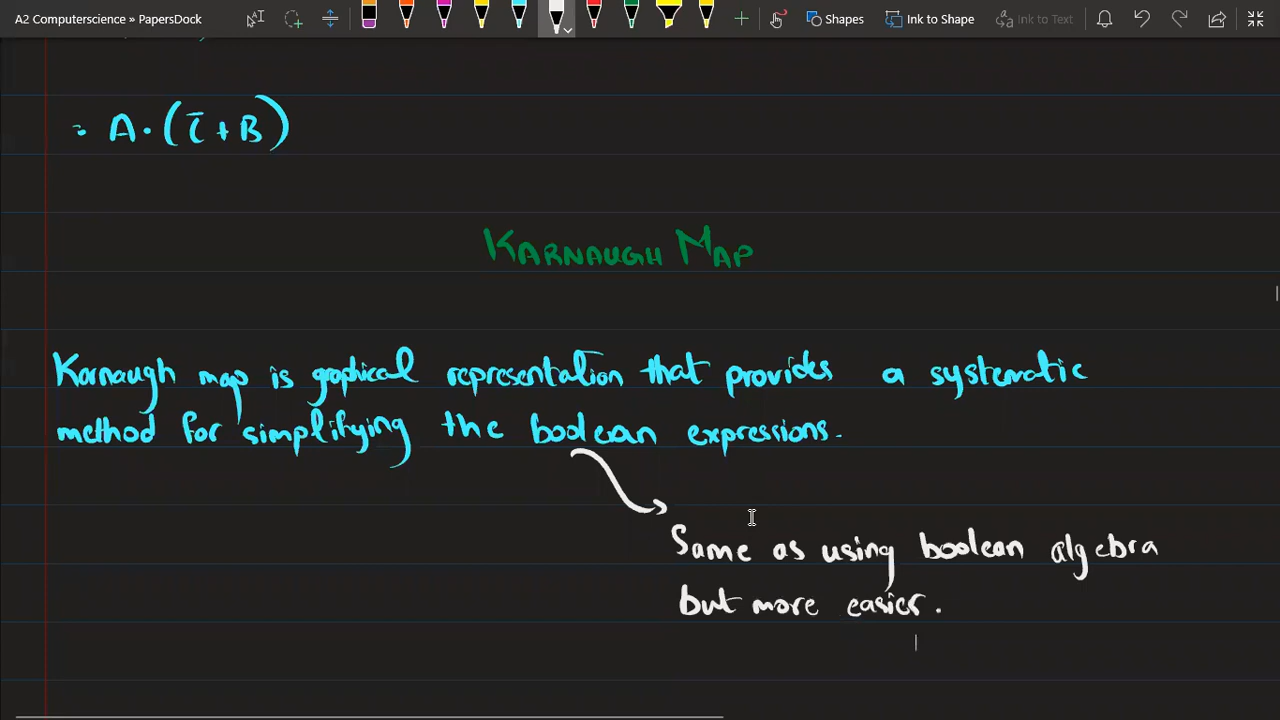 A2 Computerscience » PapersDock
Shapes
Ink to Shape
Ink to Text
= A·(C̄+B)
KARNAUGH MAP
Karnaugh map is graphical representation that provides a systematic
method for simplifying the boolean expressions.
Same as using boolean algebra
but more easier.